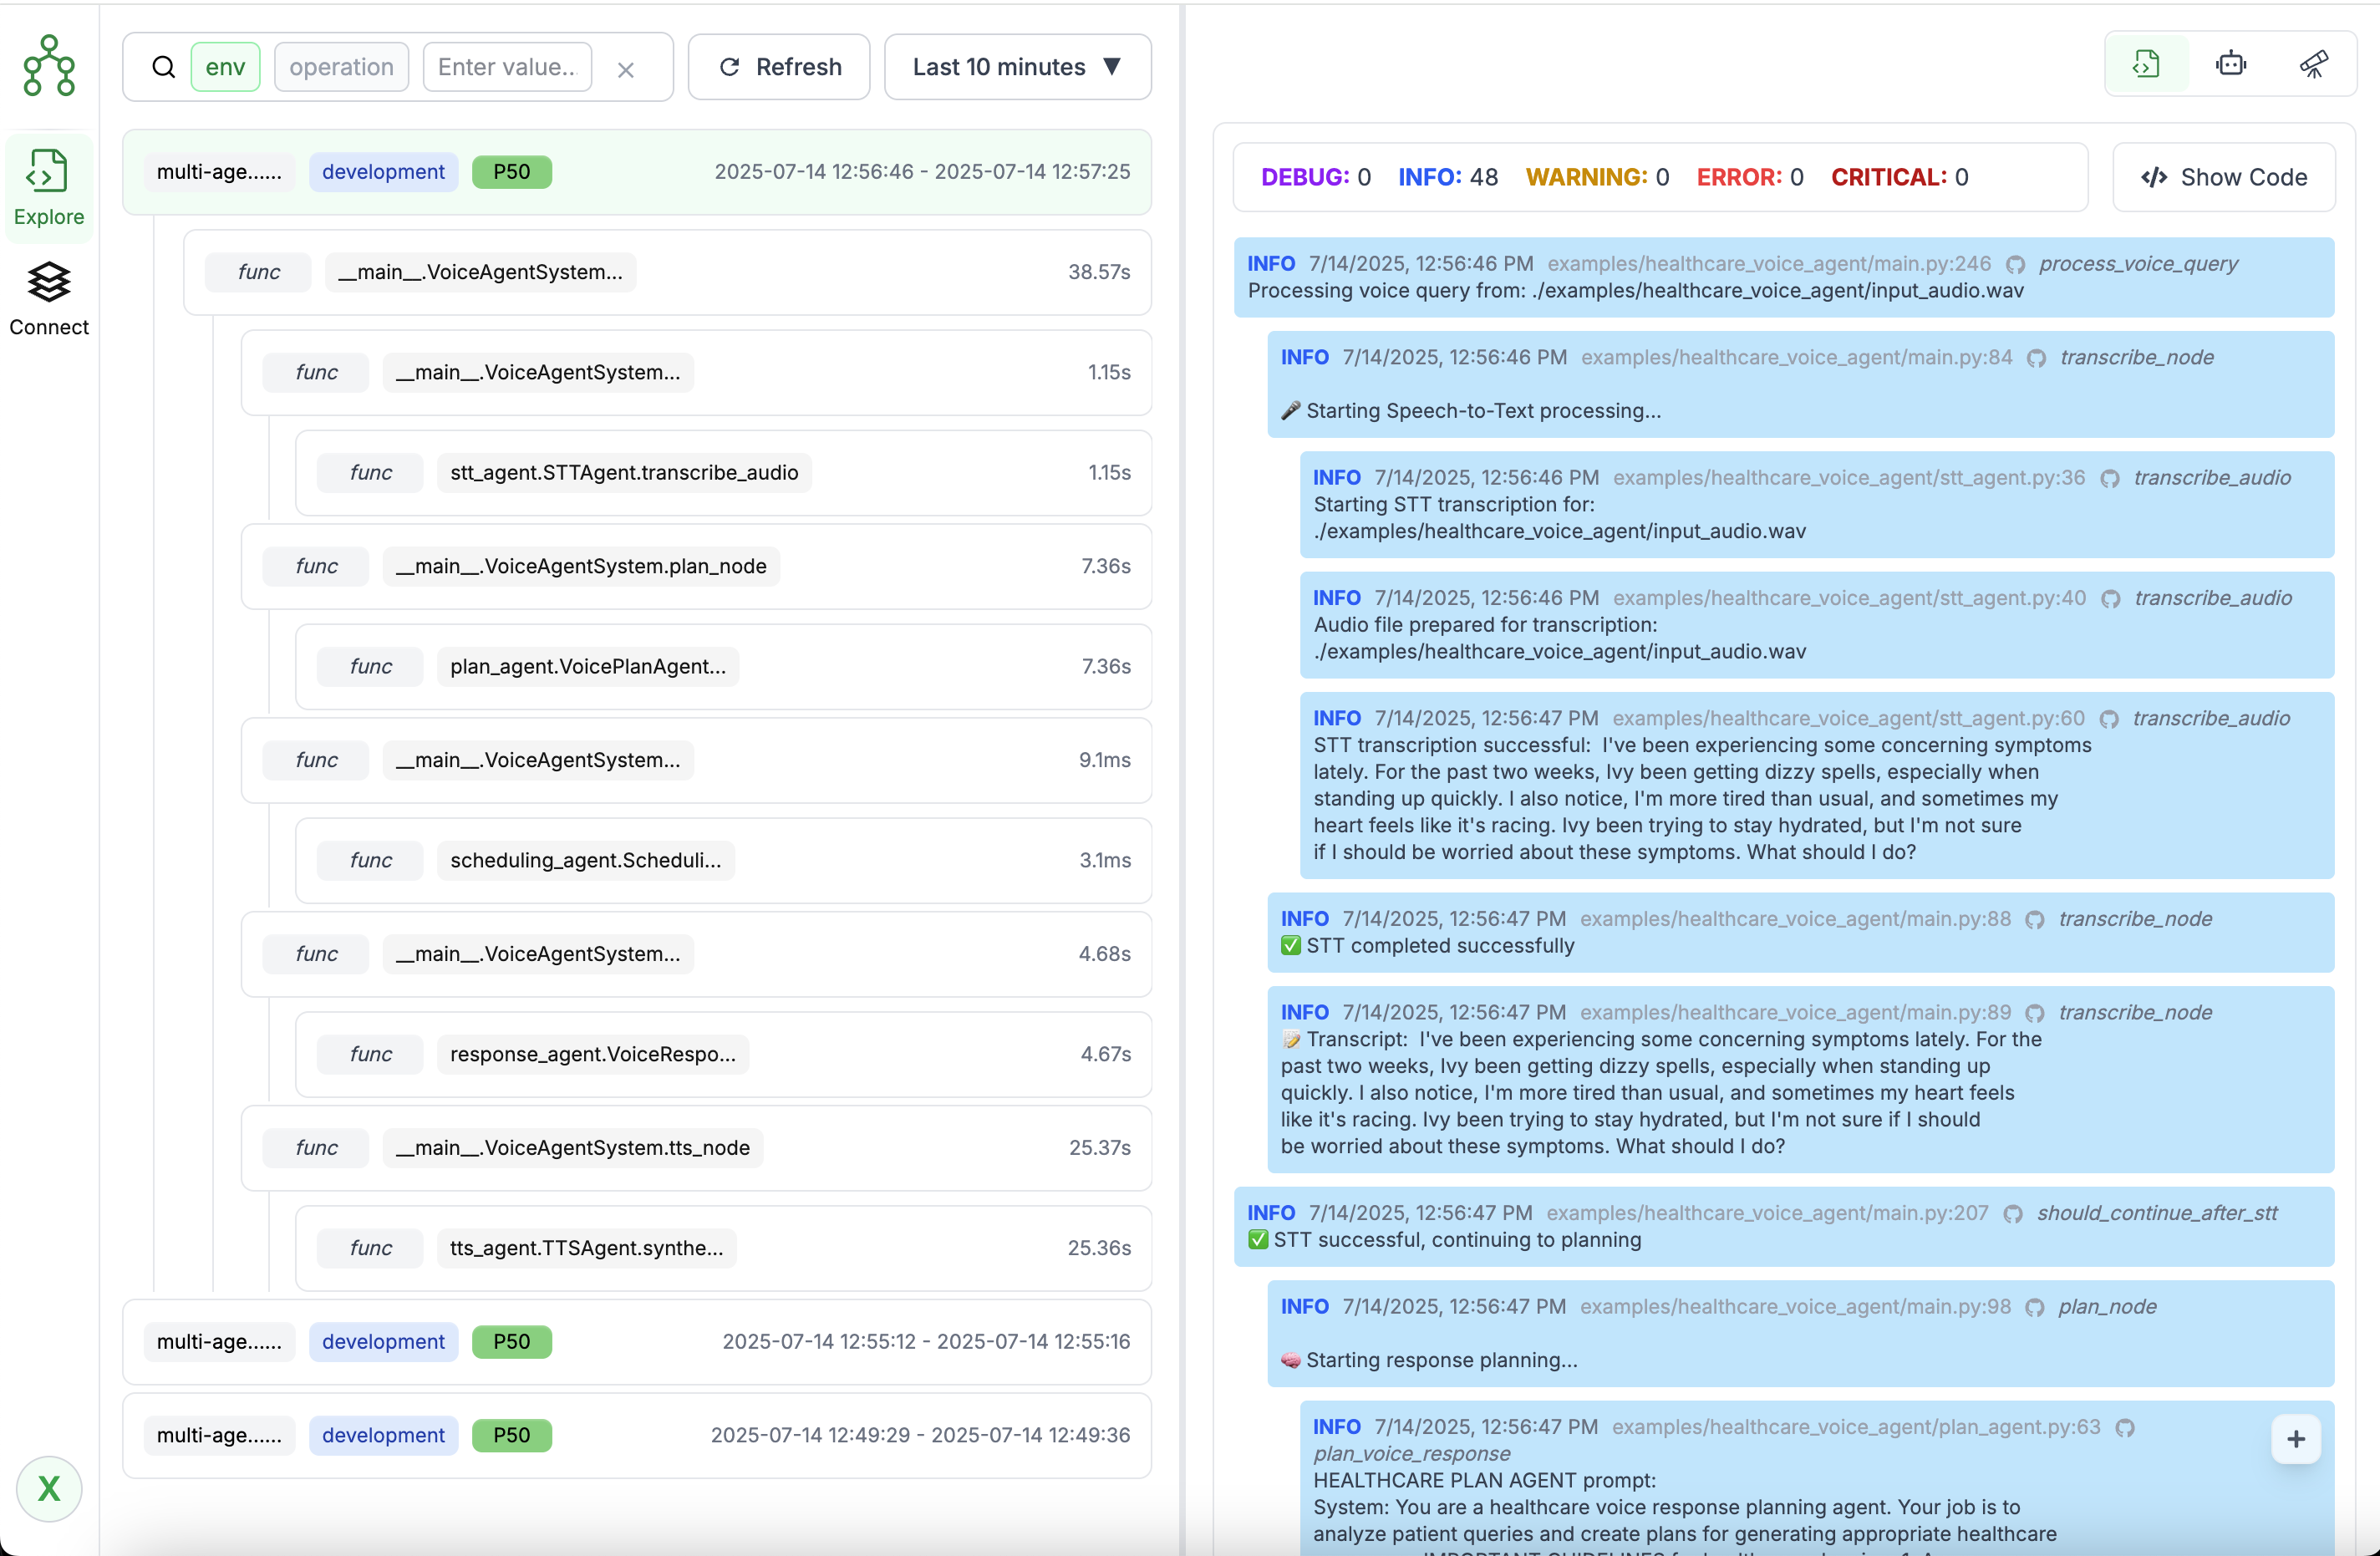 Explore
Connect
X
env operation Enter value...
Refresh
Last 10 minutes ▼
multi-age...... development P50 2025-07-14 12:56:46 - 2025-07-14 12:57:25
func __main__.VoiceAgentSystem... 38.57s
func __main__.VoiceAgentSystem... 1.15s
func stt_agent.STTAgent.transcribe_audio 1.15s
func __main__.VoiceAgentSystem.plan_node 7.36s
func plan_agent.VoicePlanAgent... 7.36s
func __main__.VoiceAgentSystem... 9.1ms
func scheduling_agent.Scheduli... 3.1ms
func __main__.VoiceAgentSystem... 4.68s
func response_agent.VoiceRespo... 4.67s
func __main__.VoiceAgentSystem.tts_node 25.37s
func tts_agent.TTSAgent.synthe... 25.36s
multi-age...... development P50 2025-07-14 12:55:12 - 2025-07-14 12:55:16
multi-age...... development P50 2025-07-14 12:49:29 - 2025-07-14 12:49:36
DEBUG: 0 INFO: 48 WARNING: 0 ERROR: 0 CRITICAL: 0
Show Code
INFO 7/14/2025, 12:56:46 PM examples/healthcare_voice_agent/main.py:246 process_voice_query
Processing voice query from: ./examples/healthcare_voice_agent/input_audio.wav
INFO 7/14/2025, 12:56:46 PM examples/healthcare_voice_agent/main.py:84 transcribe_node
🎤 Starting Speech-to-Text processing...
INFO 7/14/2025, 12:56:46 PM examples/healthcare_voice_agent/stt_agent.py:36 transcribe_audio
Starting STT transcription for:
./examples/healthcare_voice_agent/input_audio.wav
INFO 7/14/2025, 12:56:46 PM examples/healthcare_voice_agent/stt_agent.py:40 transcribe_audio
Audio file prepared for transcription:
./examples/healthcare_voice_agent/input_audio.wav
INFO 7/14/2025, 12:56:47 PM examples/healthcare_voice_agent/stt_agent.py:60 transcribe_audio
STT transcription successful: I've been experiencing some concerning symptoms
lately. For the past two weeks, Ivy been getting dizzy spells, especially when
standing up quickly. I also notice, I'm more tired than usual, and sometimes my
heart feels like it's racing. Ivy been trying to stay hydrated, but I'm not sure
if I should be worried about these symptoms. What should I do?
INFO 7/14/2025, 12:56:47 PM examples/healthcare_voice_agent/main.py:88 transcribe_node
✅ STT completed successfully
INFO 7/14/2025, 12:56:47 PM examples/healthcare_voice_agent/main.py:89 transcribe_node
📝 Transcript: I've been experiencing some concerning symptoms lately. For the
past two weeks, Ivy been getting dizzy spells, especially when standing up
quickly. I also notice, I'm more tired than usual, and sometimes my heart feels
like it's racing. Ivy been trying to stay hydrated, but I'm not sure if I should
be worried about these symptoms. What should I do?
INFO 7/14/2025, 12:56:47 PM examples/healthcare_voice_agent/main.py:207 should_continue_after_stt
✅ STT successful, continuing to planning
INFO 7/14/2025, 12:56:47 PM examples/healthcare_voice_agent/main.py:98 plan_node
🧠 Starting response planning...
INFO 7/14/2025, 12:56:47 PM examples/healthcare_voice_agent/plan_agent.py:63
plan_voice_response
HEALTHCARE PLAN AGENT prompt:
System: You are a healthcare voice response planning agent. Your job is to
analyze patient queries and create plans for generating appropriate healthcare